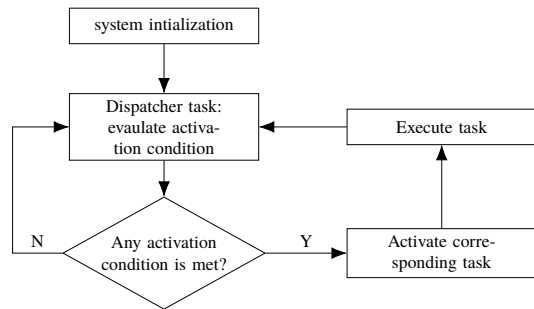 system intialization
Dispatcher task:
evaulate activa-
tion condition
Execute task
N
Any activation
condition is met?
Y
Activate corre-
sponding task